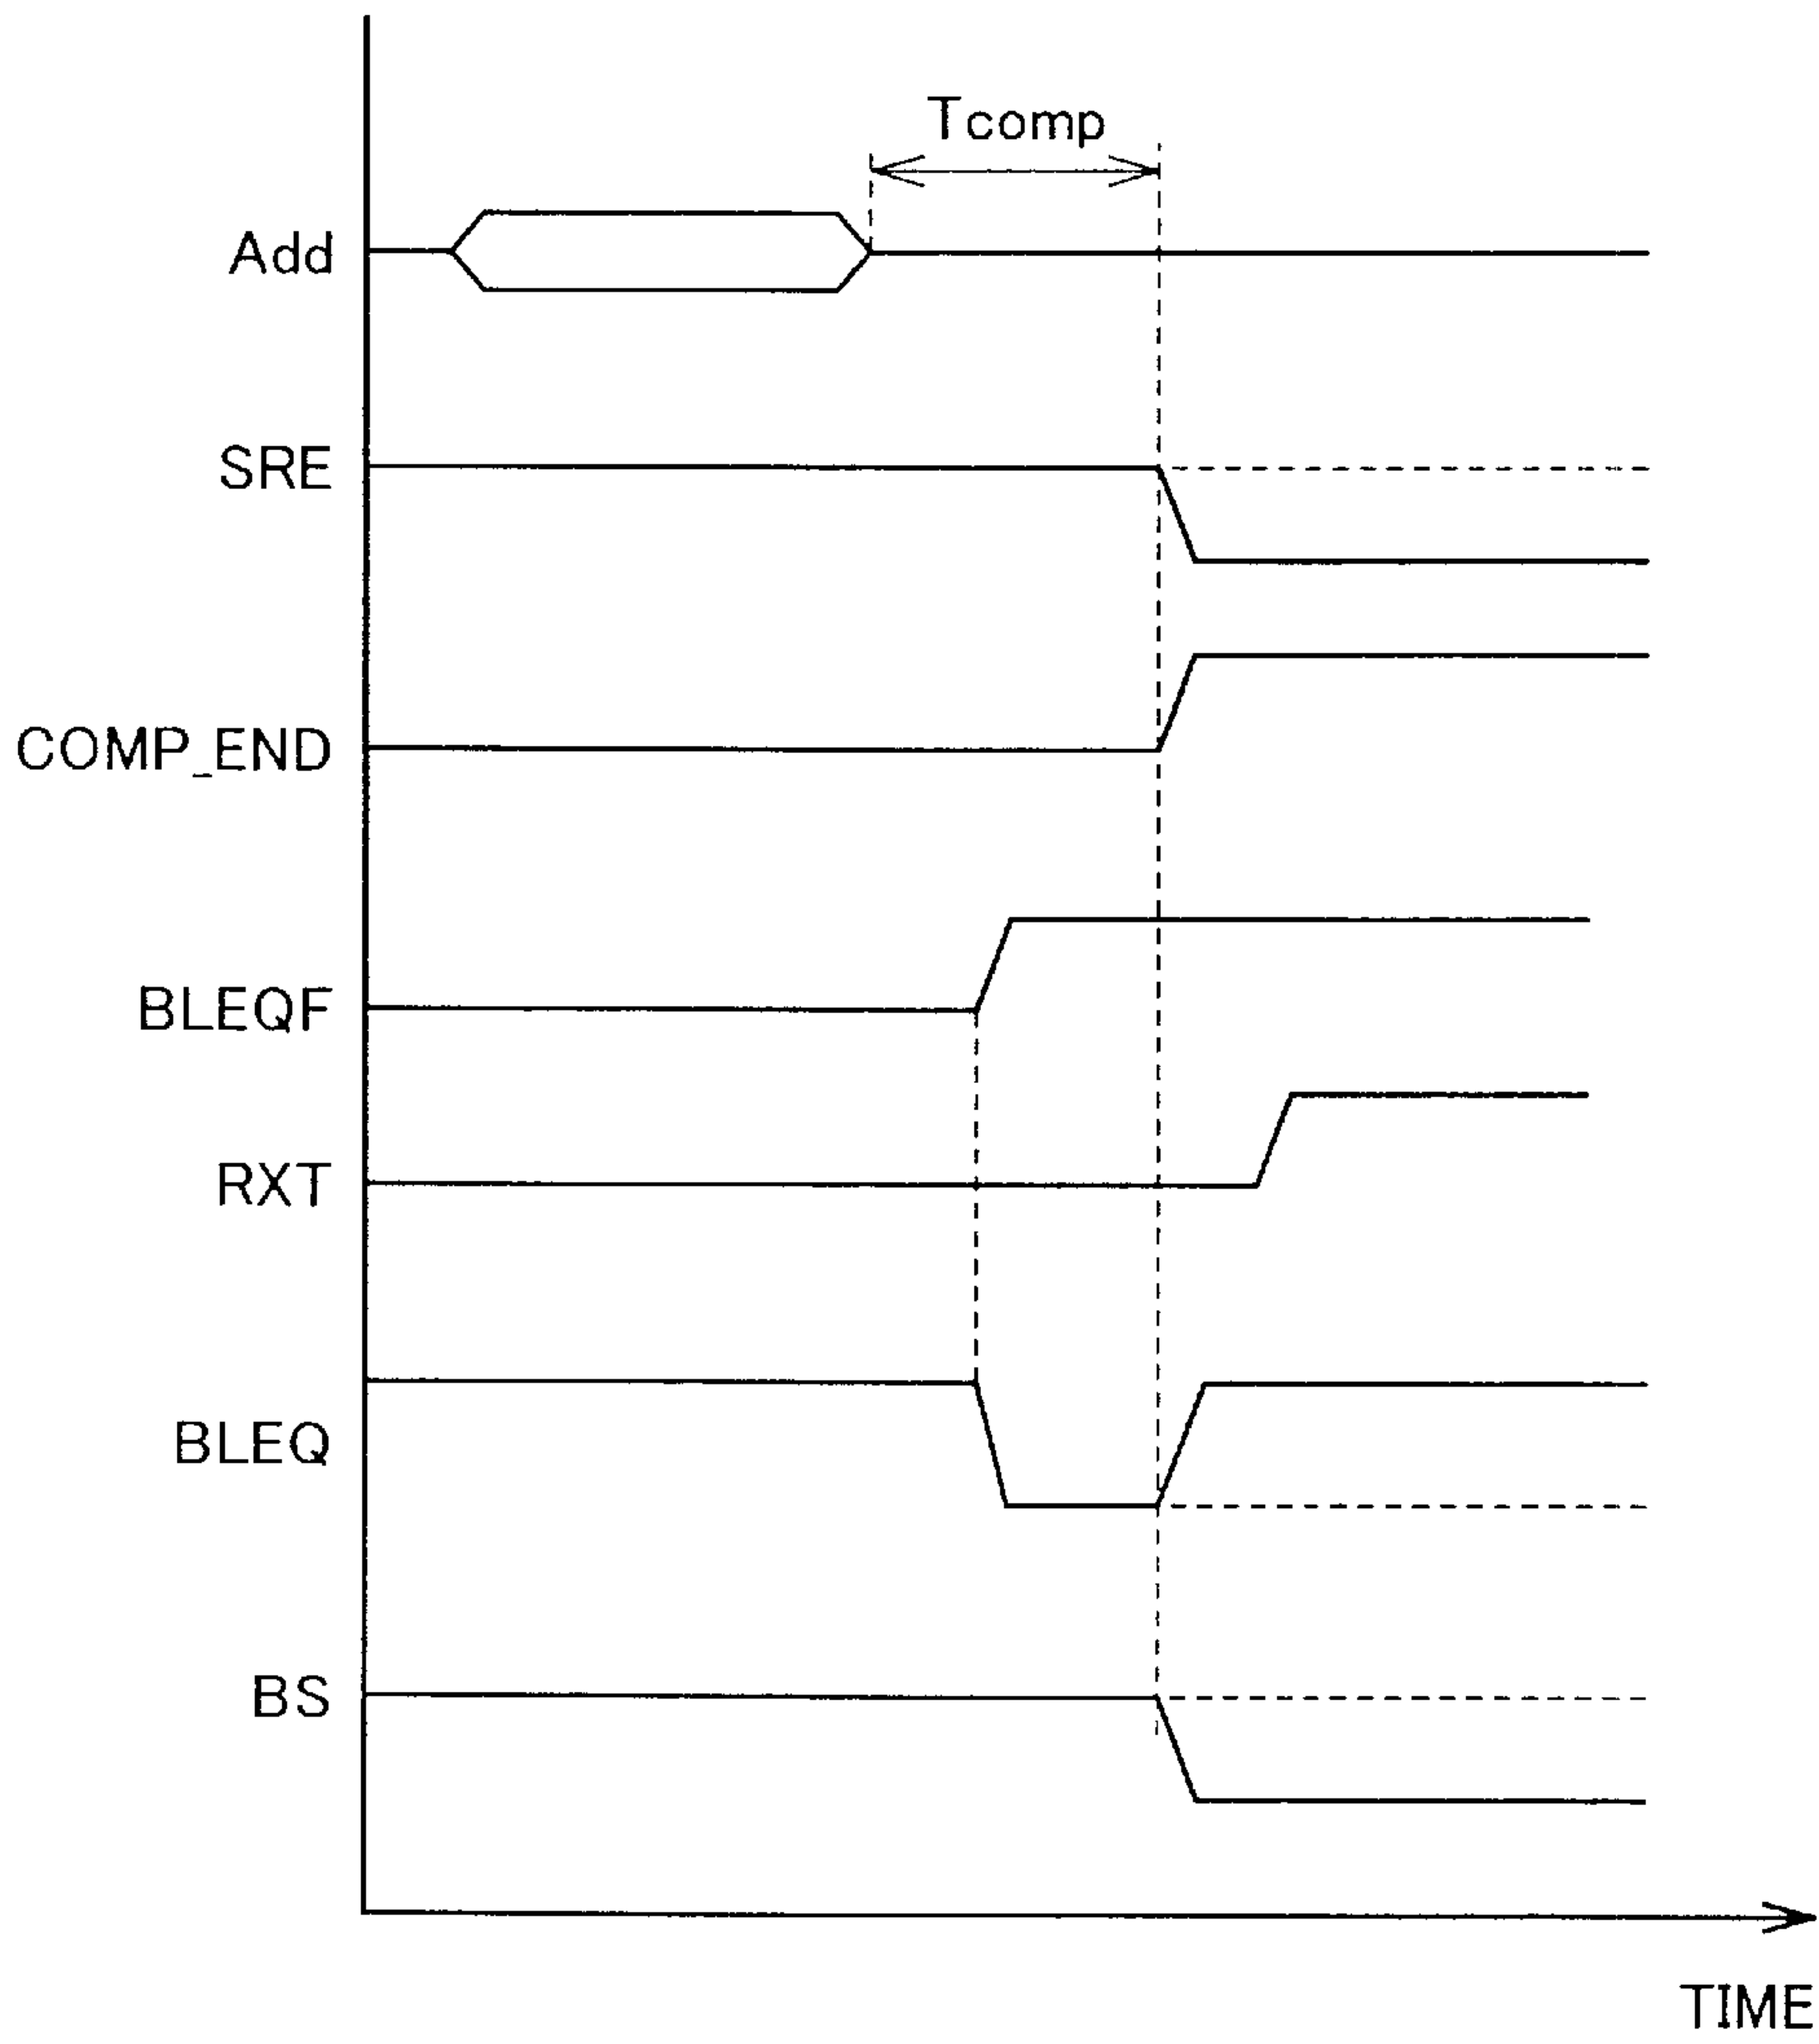 Tcomp
Add
SRE
COMP_END
BLEQF
RXT
BLEQ
BS
TIME